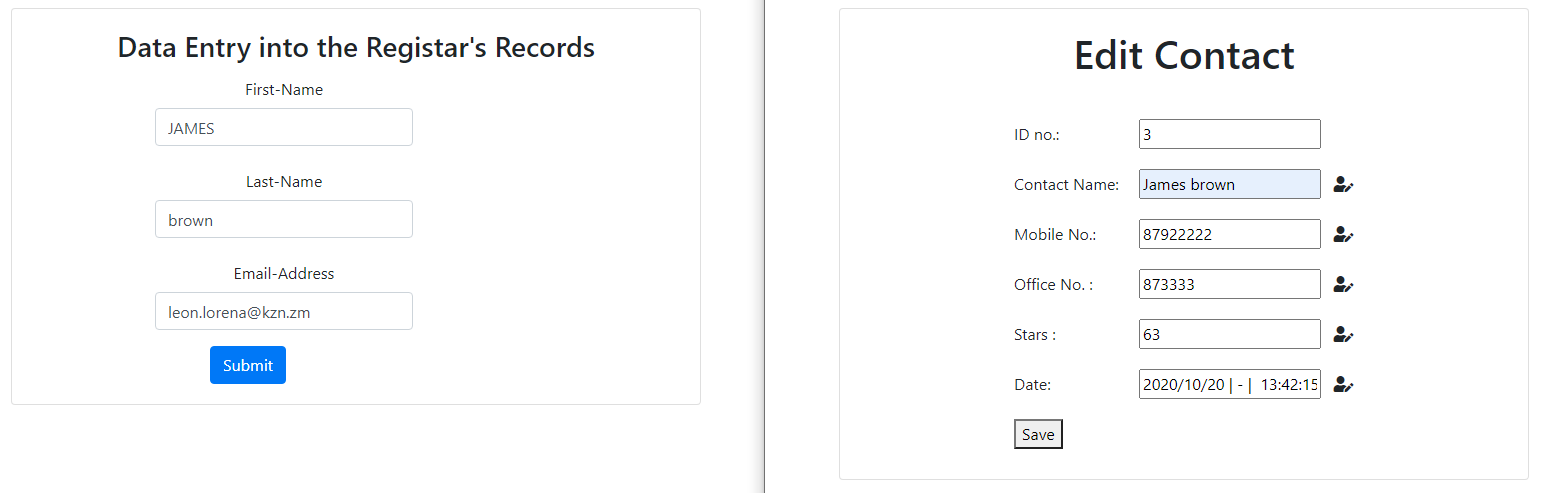 Data Entry into the Registar's Records
First-Name
JAMES
Last-Name
brown
Email-Address
leon.lorena@kzn.zm
Submit
Edit Contact
ID no.: 3
Contact Name: James brown
Mobile No.: 87922222
Office No. : 873333
Stars : 63
Date: 2020/10/20 | - | 13:42:15
Save